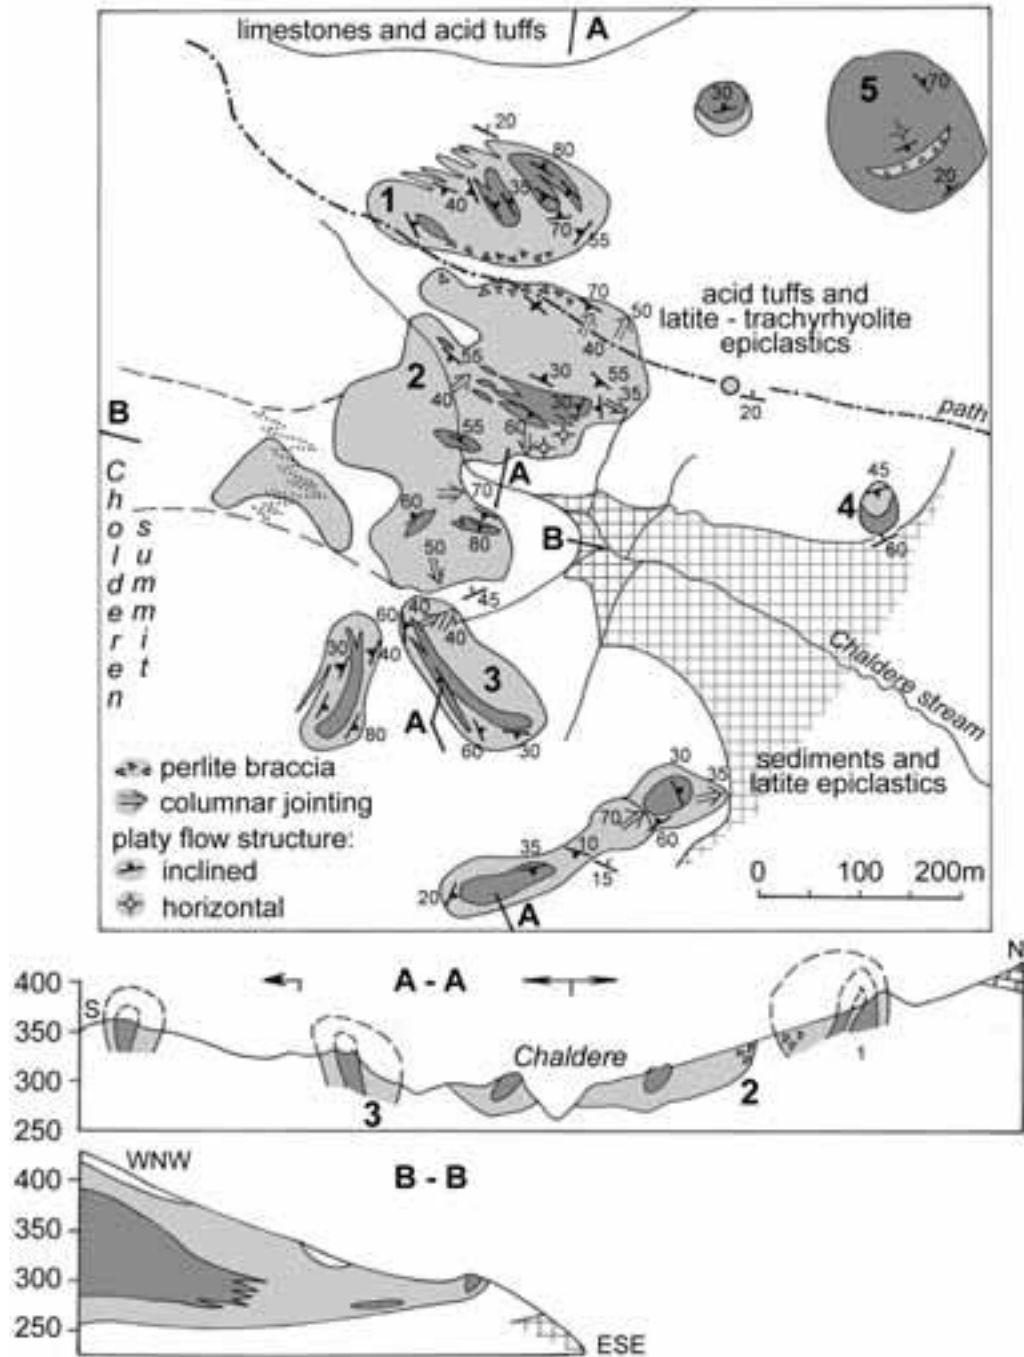 limestones and acid tuffs
A
30
5
70
20
20
80
1
40
35
70
55
acid tuffs and
latite - trachyrhyolite
epiclastics
70
50
40
2
55
40
30
55
30
35
60
55
20
path
B
A
70
60
80
50
B
45
4
60
Choldere n
summit
45
40
60
40
30
40
3
A
80
60
30
Chaldere stream
perlite braccia
columnar jointing
platy flow structure:
inclined
horizontal
sediments and
latite epiclastics
30
35
70
60
10
35
15
20
A
0 100 200m
A - A
S
N
400
350
300
250
Chaldere
3
2
1
B - B
WNW
400
350
300
250
ESE